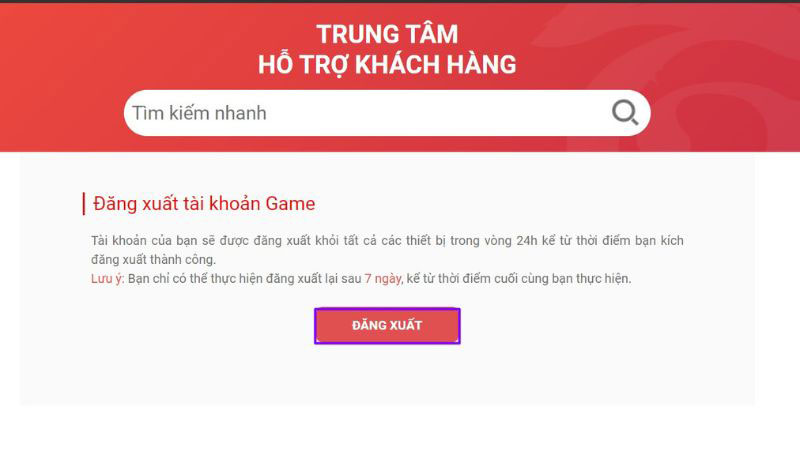 TRUNG TÂM
HỖ TRỢ KHÁCH HÀNG
Tìm kiếm nhanh
Đăng xuất tài khoản Game
Tài khoản của bạn sẽ được đăng xuất khỏi tất cả các thiết bị trong vòng 24h kể từ thời điểm bạn kích
đăng xuất thành công.
Lưu ý: Bạn chỉ có thể thực hiện đăng xuất lại sau 7 ngày, kể từ thời điểm cuối cùng bạn thực hiện.
ĐĂNG XUẤT